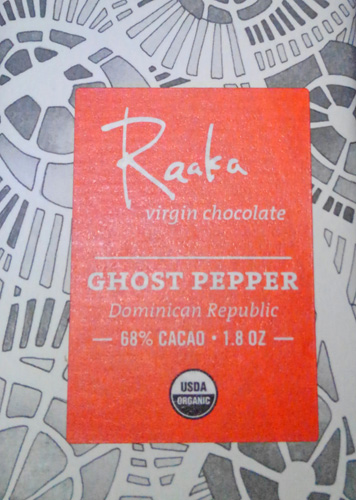 Raaka
virgin chocolate
GHOST PEPPER
Dominican Republic
— 68% CACAO • 1.8 OZ —
USDA
ORGANIC